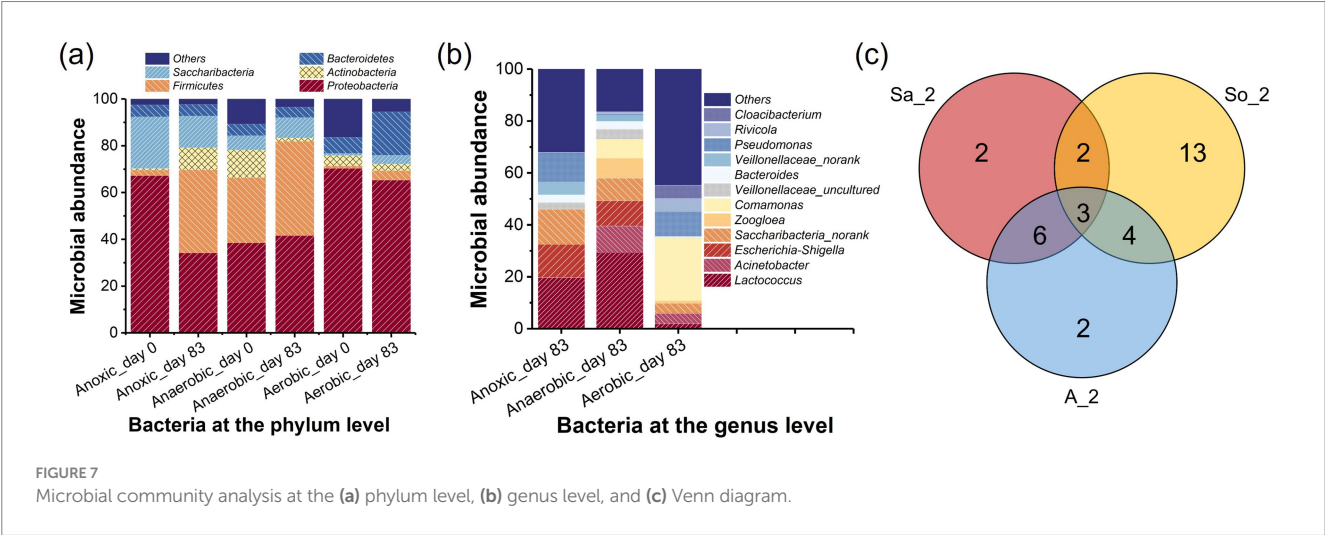 (a)
Others
Bacteroidetes
Saccharibacteria
Actinobacteria
Firmicutes
Proteobacteria
Microbial abundance
100
80
60
40
20
0
Anoxic_day 0
Anoxic_day 83
Anaerobic_day 0
Anaerobic_day 83
Aerobic_day 0
Aerobic_day 83
Bacteria at the phylum level
(b)
Microbial abundance
100
80
60
40
20
0
Others
Cloacibacterium
Rivicola
Pseudomonas
Veillonellaceae_norank
Bacteroides
Veillonellaceae_uncultured
Comamonas
Zoogloea
Saccharibacteria_norank
Escherichia-Shigella
Acinetobacter
Lactococcus
Anoxic_day 83
Anaerobic_day 83
Aerobic_day 83
Bacteria at the genus level
(c)
Sa_2
So_2
2
2
13
3
6
4
2
A_2
FIGURE 7
Microbial community analysis at the (a) phylum level, (b) genus level, and (c) Venn diagram.